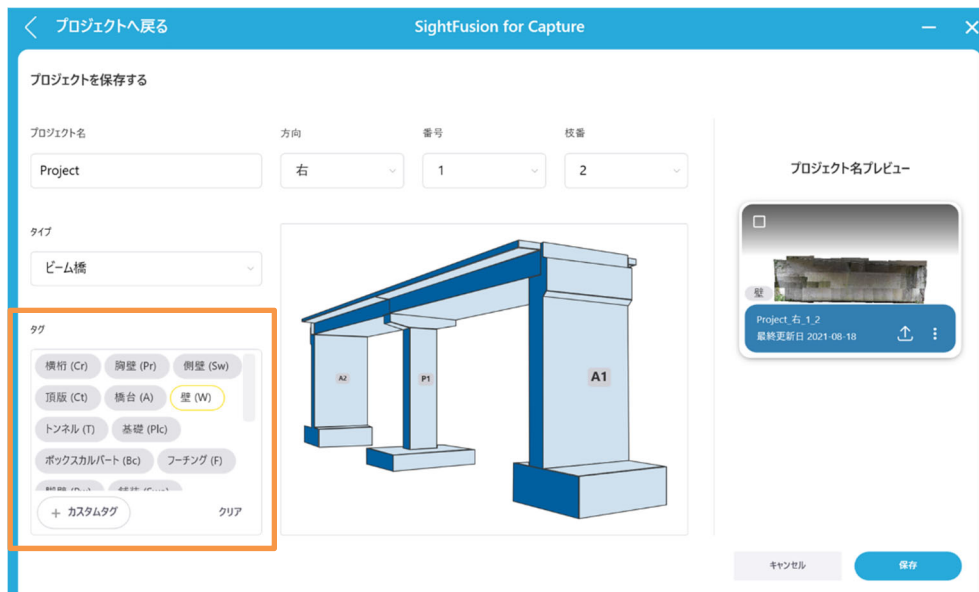 プロジェクトへ戻る
SightFusion for Capture
プロジェクトを保存する
プロジェクト名
方向
番号
枝番
Project
右
1
2
タイプ
ビーム橋
タグ
横桁 (Cr)
胸壁 (Pr)
側壁 (Sw)
頂版 (Ct)
橋台 (A)
壁 (W)
トンネル (T)
基礎 (Plc)
ボックスカルバート (Bc)
フーチング (F)
+ カスタムタグ
クリア
A2
P1
A1
プロジェクト名プレビュー
壁
Project_右_1_2
最終更新日 2021-08-18
キャンセル
保存